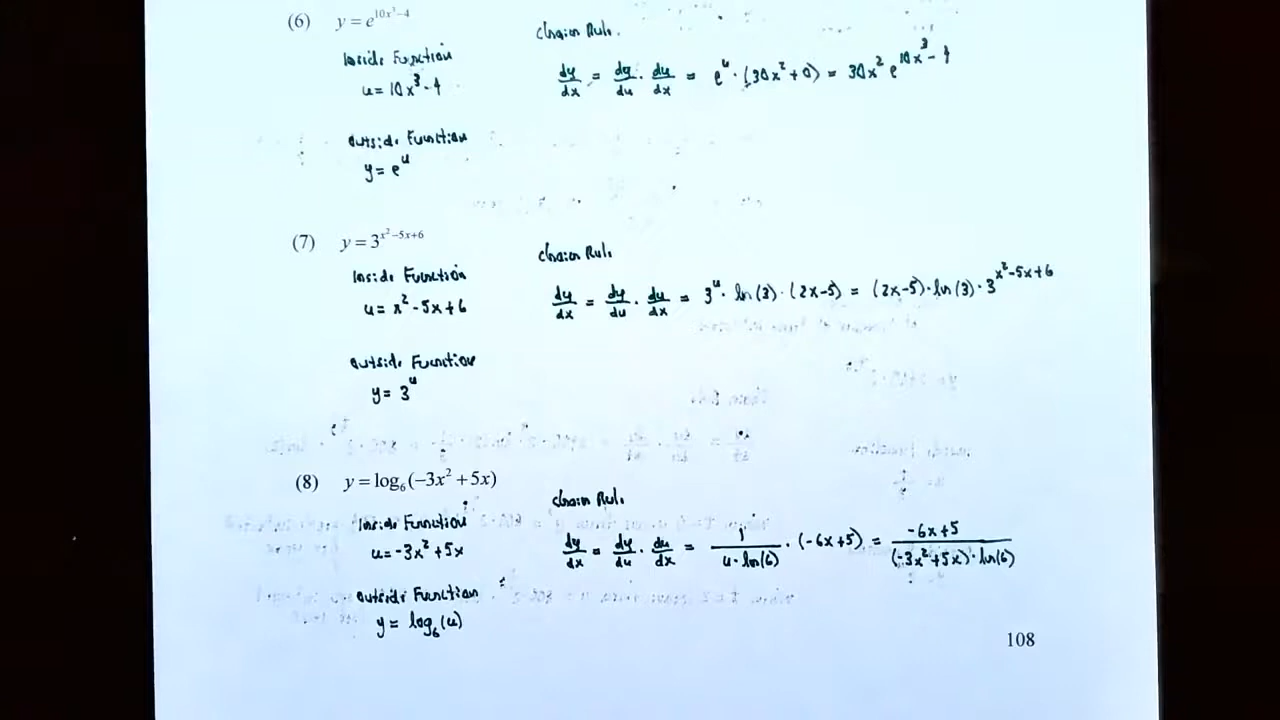 (6) y = e^{10x^3-4}
Chain Rule.
Inside Function
dy/dx = dy/du · du/dx = e^u · (30x^2+0) = 30x^2 e^{10x^3-4}
u = 10x^3-4
Outside Function
y = e^u
(7) y = 3^{x^2-5x+6}
Chain Rule
Inside Function
dy/dx = dy/du · du/dx = 3^u · ln(3) · (2x-5) = (2x-5)·ln(3)·3^{x^2-5x+6}
u = x^2-5x+6
Outside Function
y = 3^u
(8) y = log_6(-3x^2+5x)
Chain Rule
Inside Function
dy/dx = dy/du · du/dx = 1/(u·ln(6)) · (-6x+5) = (-6x+5)/((-3x^2+5x)·ln(6))
u = -3x^2+5x
Outside Function
y = log_6(u)
108